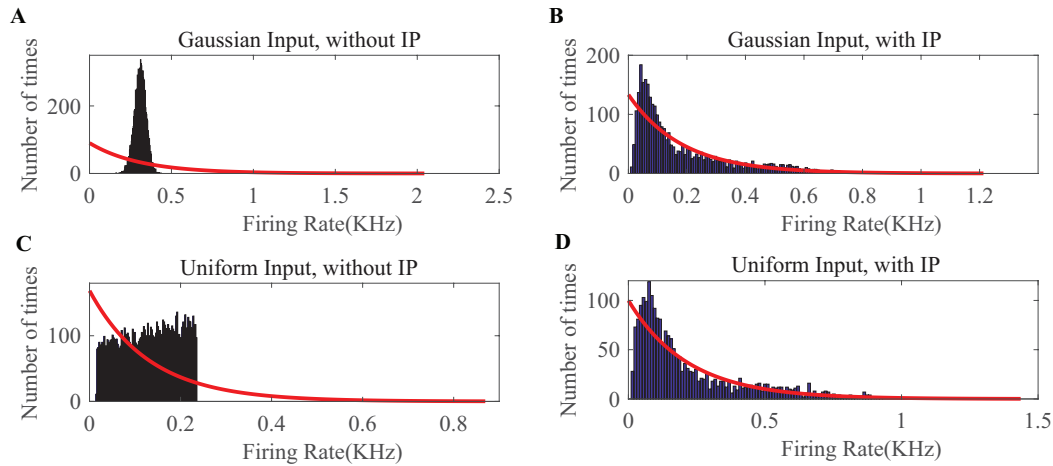 A
Gaussian Input, without IP
Number of times
200
0
0 0.5 1 1.5 2 2.5
Firing Rate(KHz)
B
Gaussian Input, with IP
Number of times
200
100
0
0 0.2 0.4 0.6 0.8 1 1.2
Firing Rate(KHz)
C
Uniform Input, without IP
Number of times
100
0
0 0.2 0.4 0.6 0.8
Firing Rate(KHz)
D
Uniform Input, with IP
Number of times
100
50
0
0 0.5 1 1.5
Firing Rate(KHz)